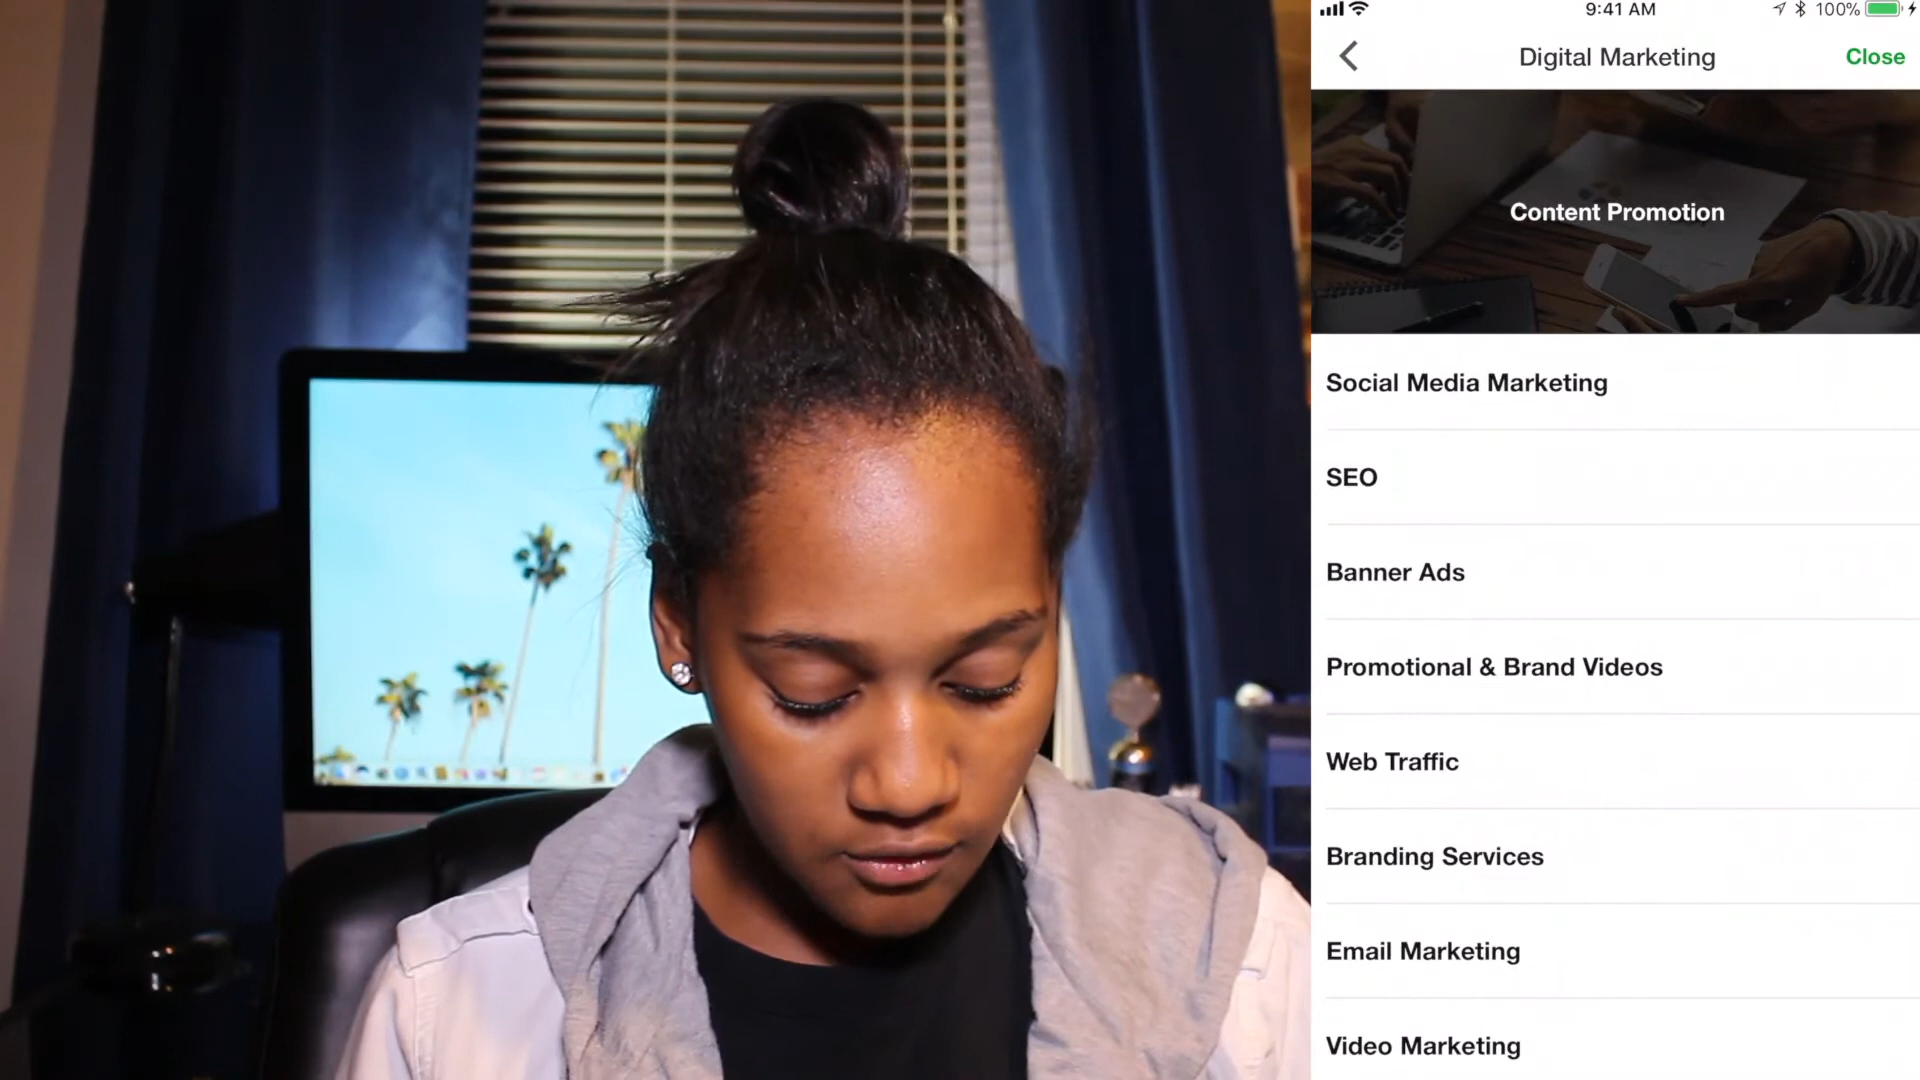 9:41 AM
100%
Digital Marketing
Close
Content Promotion
Social Media Marketing
SEO
Banner Ads
Promotional & Brand Videos
Web Traffic
Branding Services
Email Marketing
Video Marketing